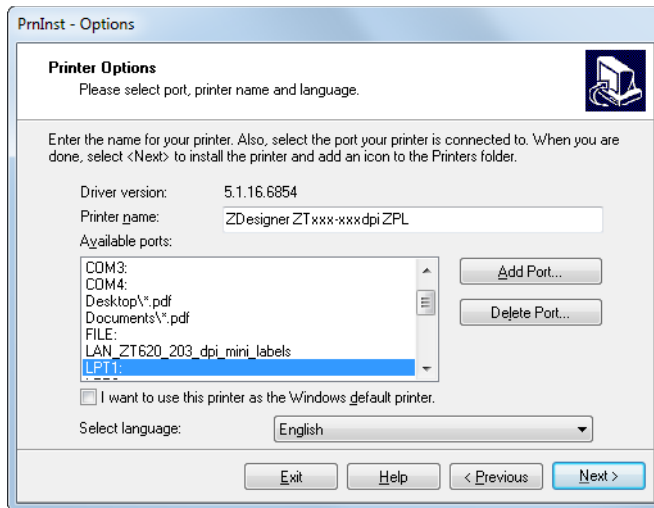 PrnInst - Options
Printer Options
Please select port, printer name and language.
Enter the name for your printer. Also, select the port your printer is connected to. When you are
done, select <Next> to install the printer and add an icon to the Printers folder.
Driver version: 5.1.16.6854
Printer name: ZDesigner ZTxxx-xxxdpi ZPL
Available ports:
COM3:
COM4:
Desktop\*.pdf
Documents\*.pdf
FILE:
LAN_ZT620_203_dpi_mini_labels
LPT1:
Add Port...
Delete Port...
I want to use this printer as the Windows default printer.
Select language: English
Exit Help < Previous Next >